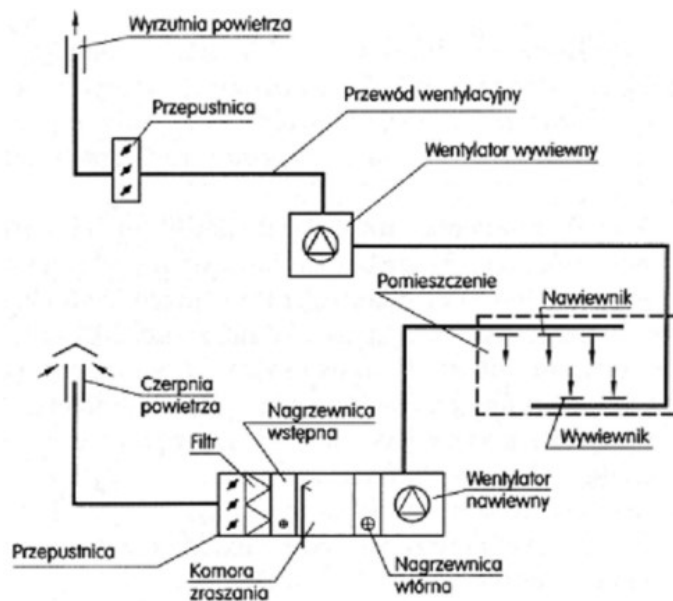 Wyrzutnia powietrza
Przepustnica
Przewód wentylacyjny
Wentylator wywiewny
Pomieszczenie
Nawiewnik
Czerpnia
powietrza
Nagrzewnica
wstępna
Filtr
Wywiewnik
Wentylator
nawiewny
Przepustnica
Komora
zraszania
Nagrzewnica
wtórna